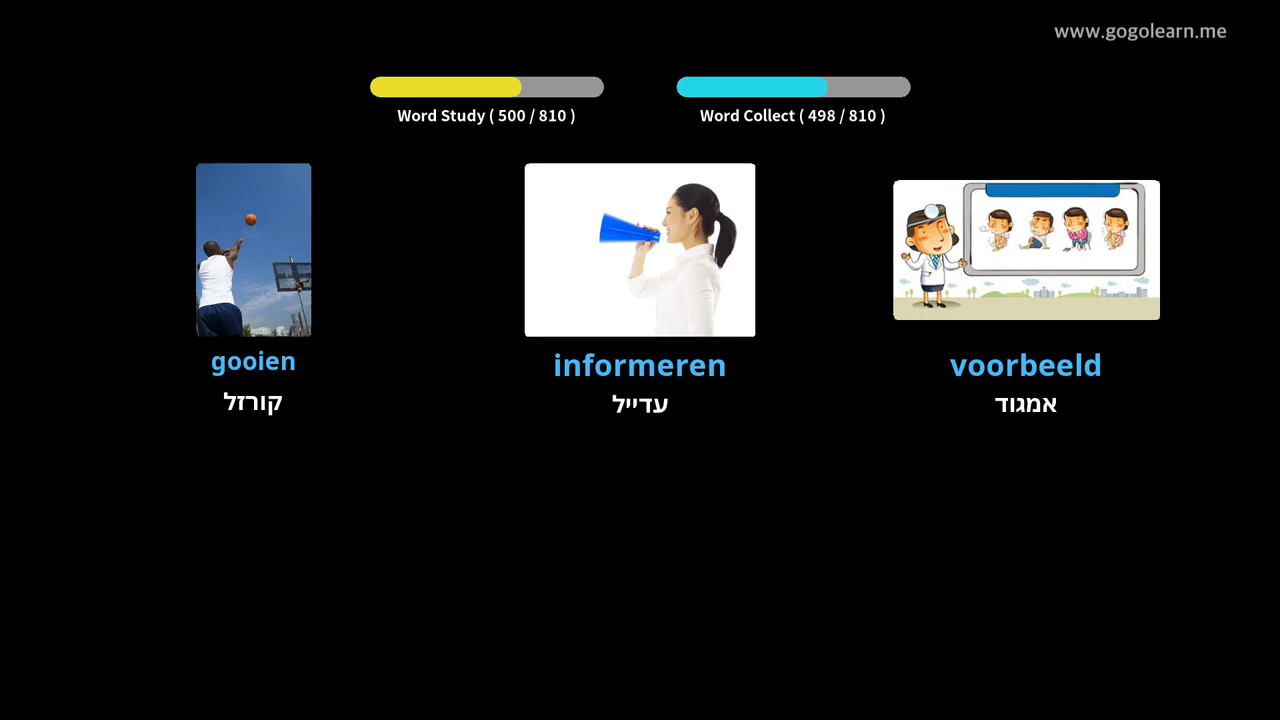 www.gogolearn.me
Word Study ( 500 / 810 )
Word Collect ( 498 / 810 )
gooien
informeren
voorbeeld
קורזל
עדייל
אמגוד